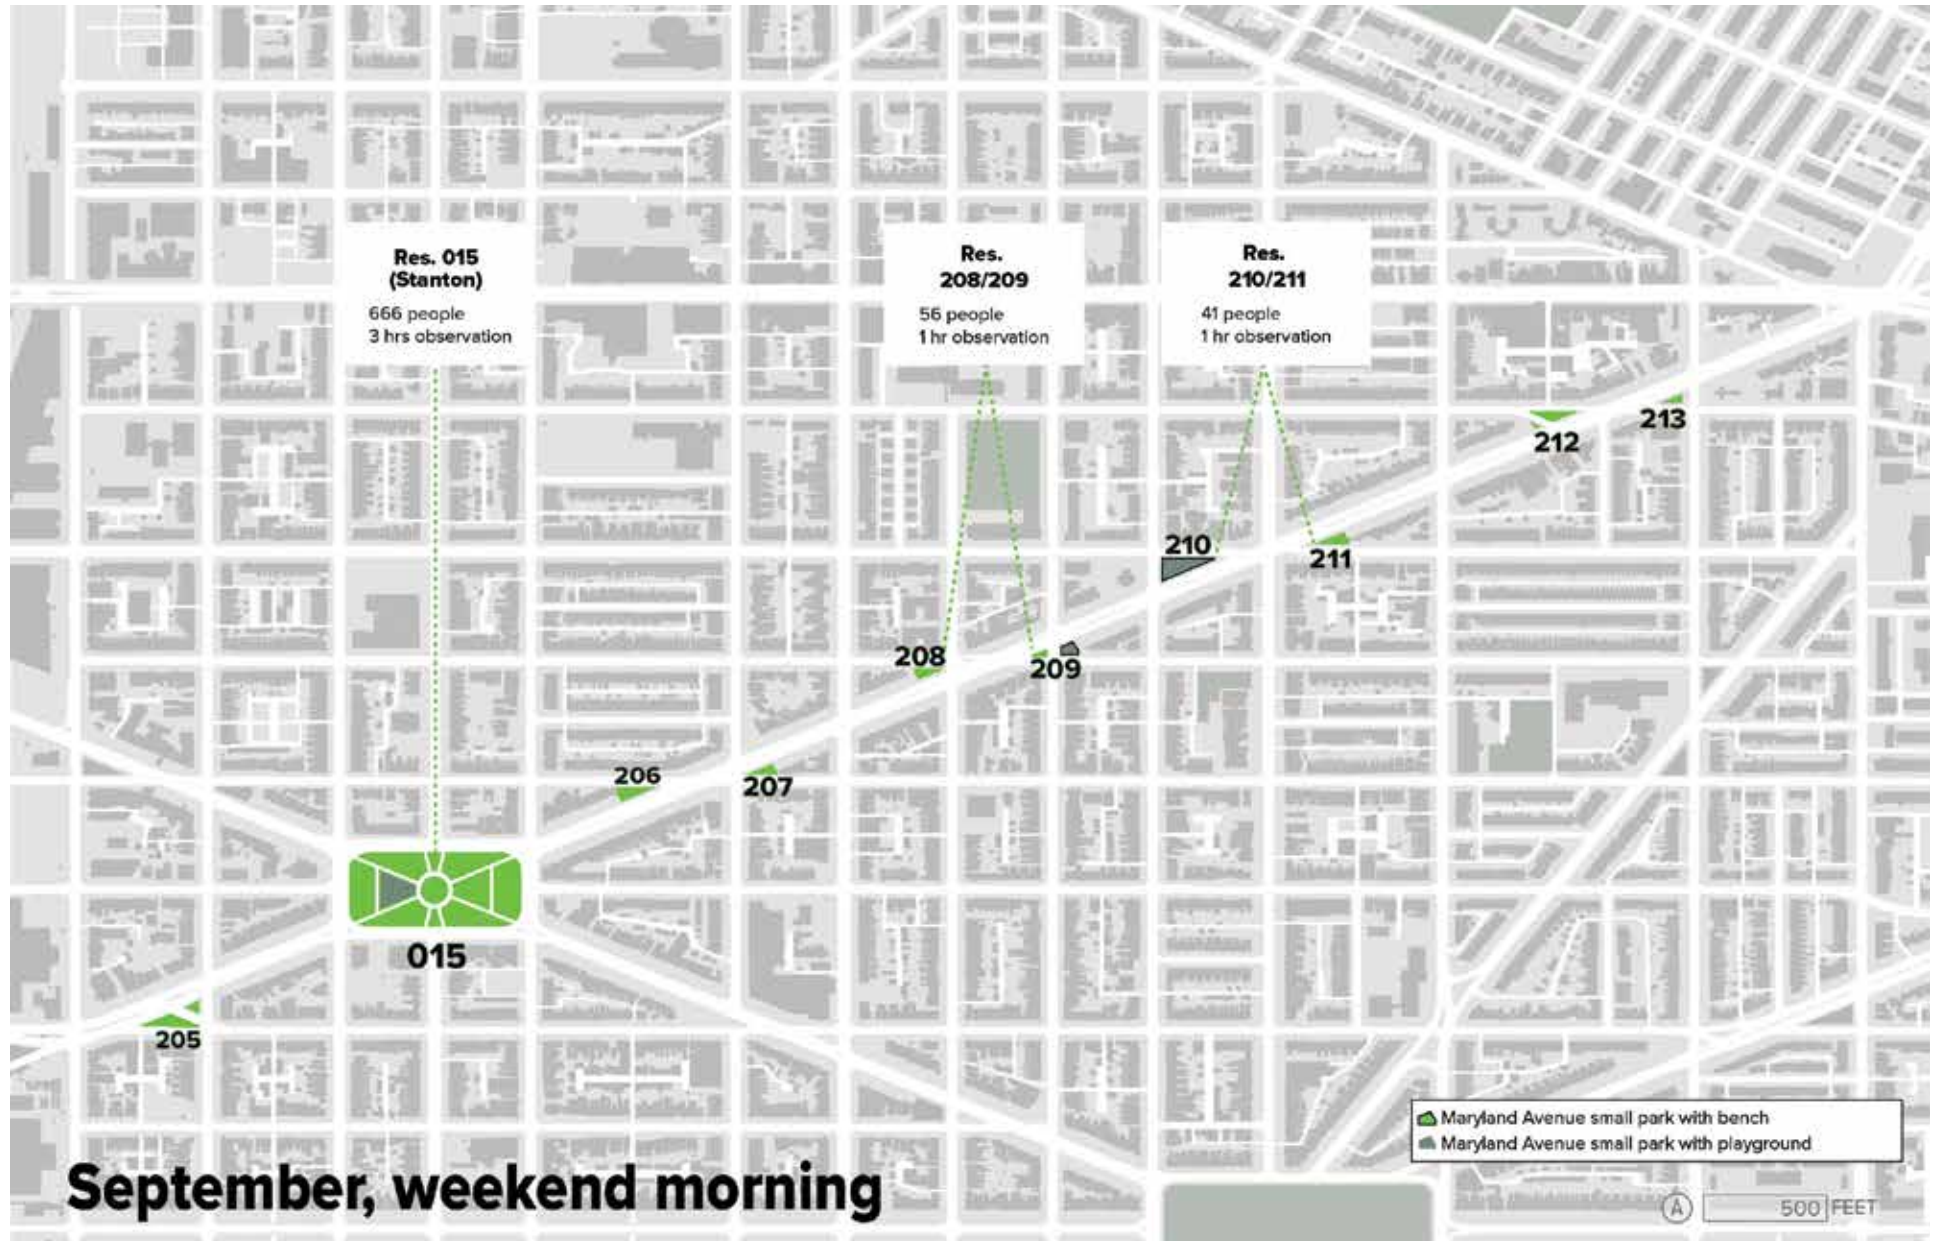 Res. 015
(Stanton)
666 people
3 hrs observation
Res.
208/209
56 people
1 hr observation
Res.
210/211
41 people
1 hr observation
213
212
210
211
208
209
206
207
015
205
Maryland Avenue small park with bench
Maryland Avenue small park with playground
September, weekend morning
A
500 FEET